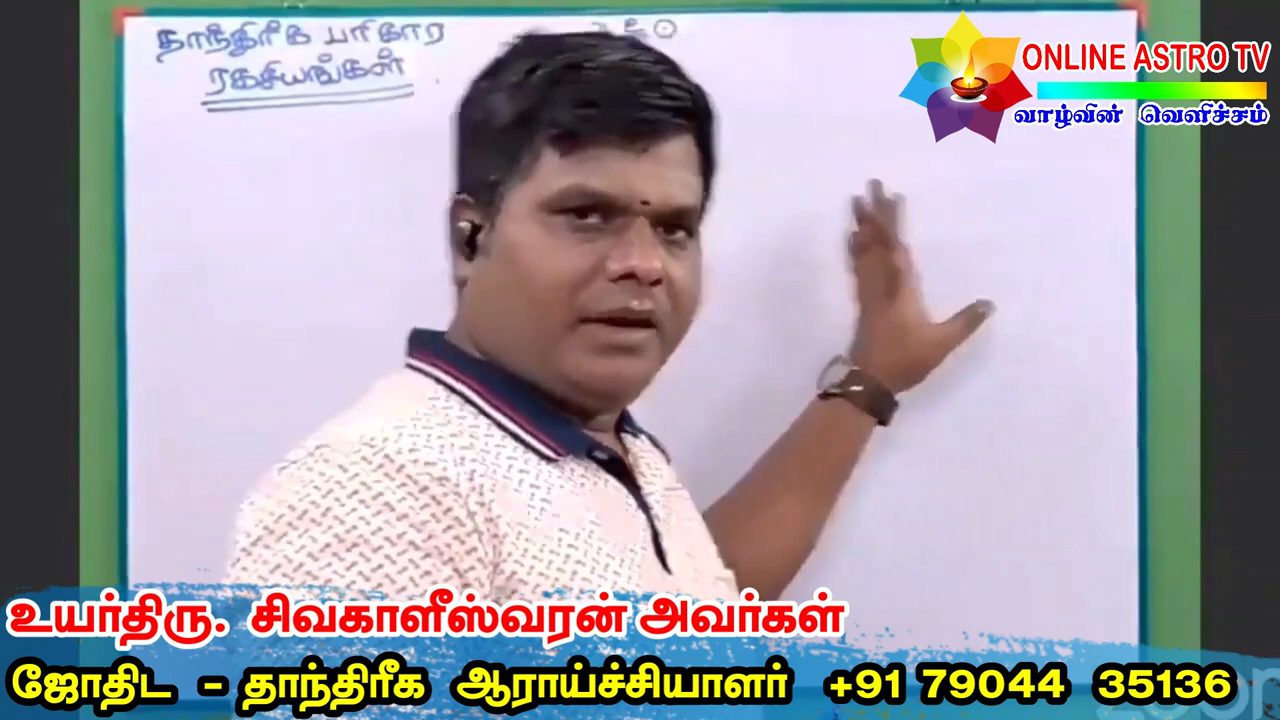 தாந்திரீக பரிகார
ரகசியங்கள்
ONLINE ASTRO TV
வாழ்வின் வெளிச்சம்
உயர்திரு. சிவகாளீஸ்வரன் அவர்கள்
ஜோதிட - தாந்திரீக ஆராய்ச்சியாளர் +91 79044 35136